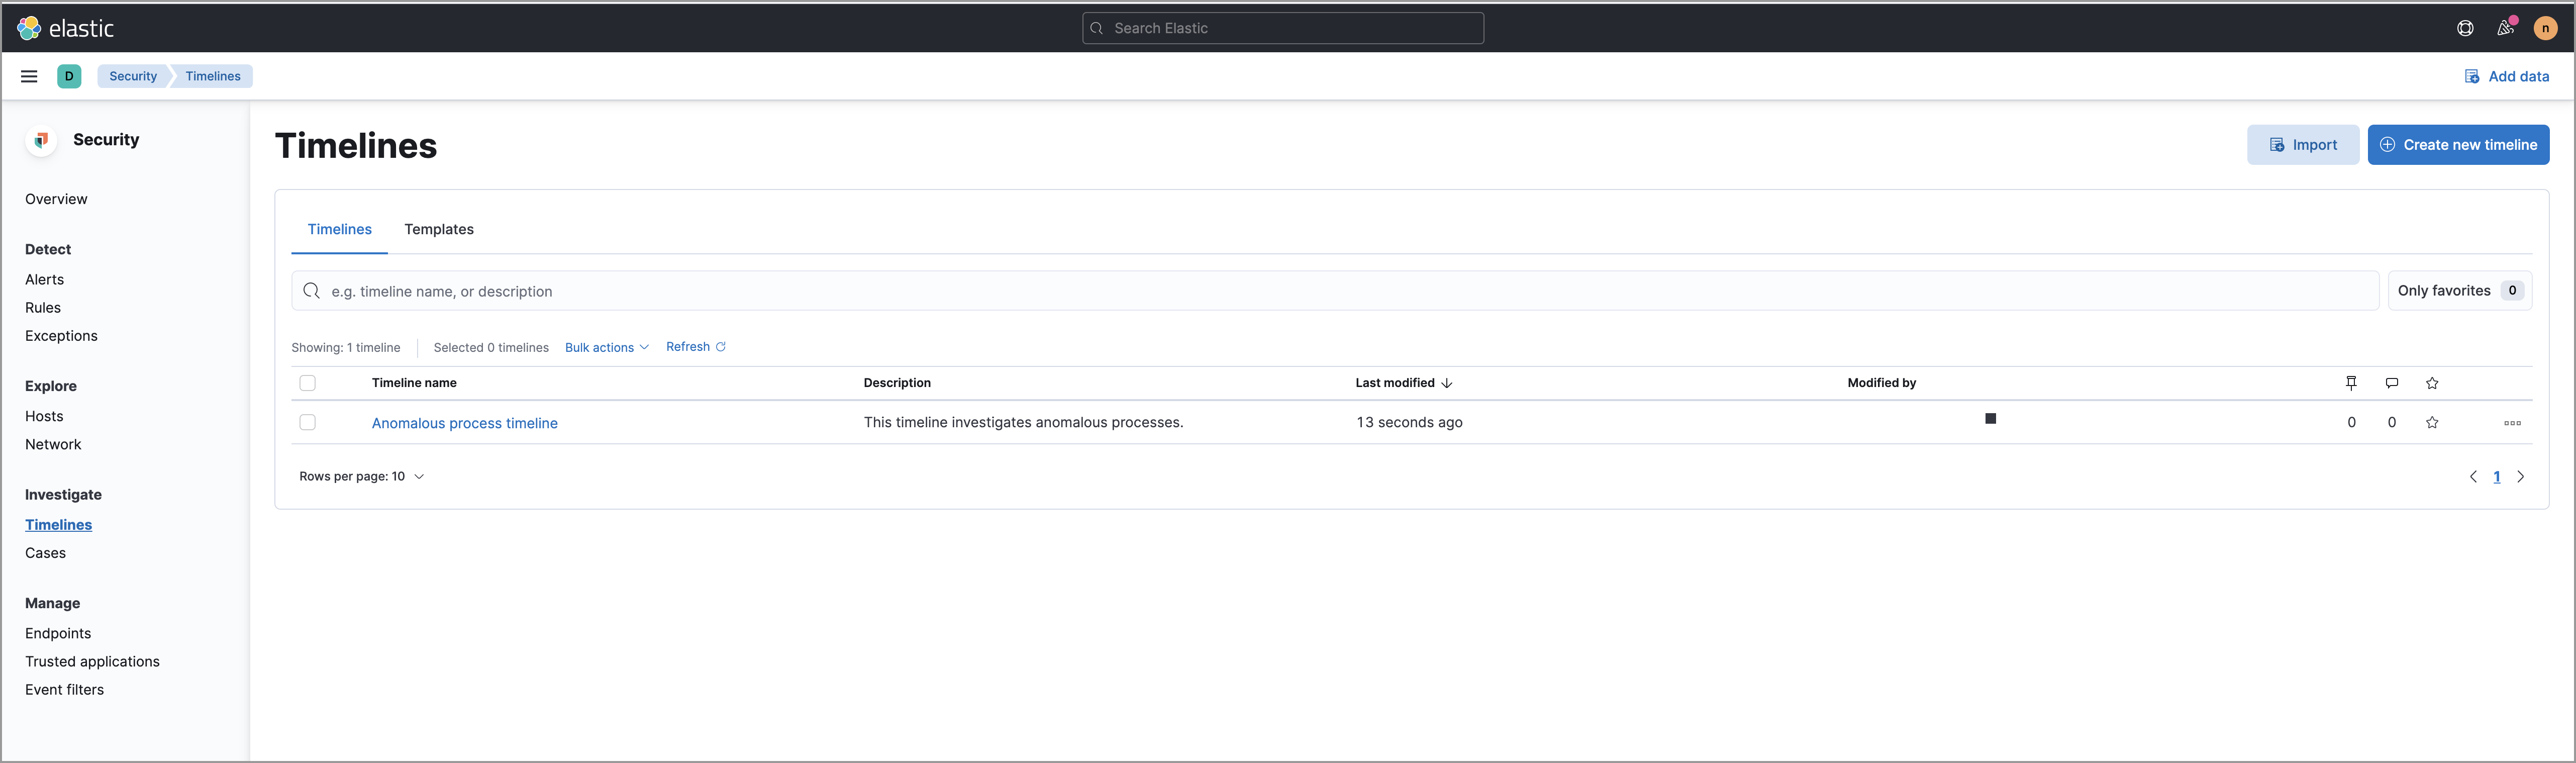 elastic
Search Elastic
n
D
Security
Timelines
Add data
Security
Overview
Detect
Alerts
Rules
Exceptions
Explore
Hosts
Network
Investigate
Timelines
Cases
Manage
Endpoints
Trusted applications
Event filters
Timelines
Import
Create new timeline
Timelines Templates
e.g. timeline name, or description
Only favorites 0
Showing: 1 timeline Selected 0 timelines Bulk actions Refresh
Timeline name Description Last modified Modified by
Anomalous process timeline This timeline investigates anomalous processes. 13 seconds ago 0 0
Rows per page: 10
1